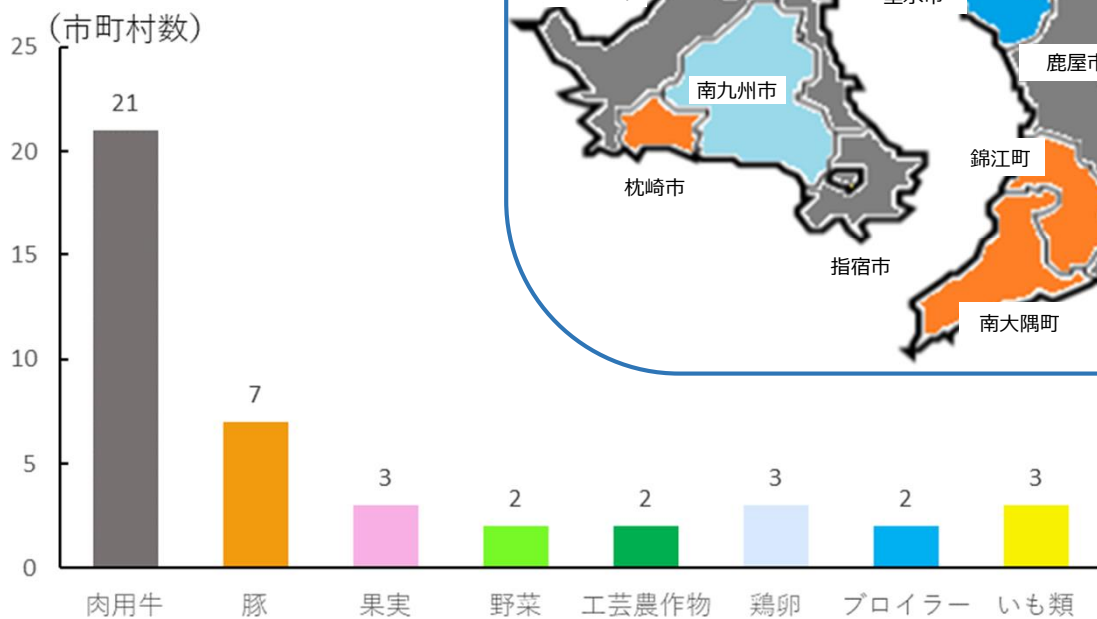 (市町村数)
25
20
15
10
5
0
21
7
3
2
2
3
2
3
肉用牛
豚
果実
野菜
工芸農作物
鶏卵
ブロイラー
いも類
鹿屋市
南九州市
錦江町
枕崎市
指宿市
南大隅町